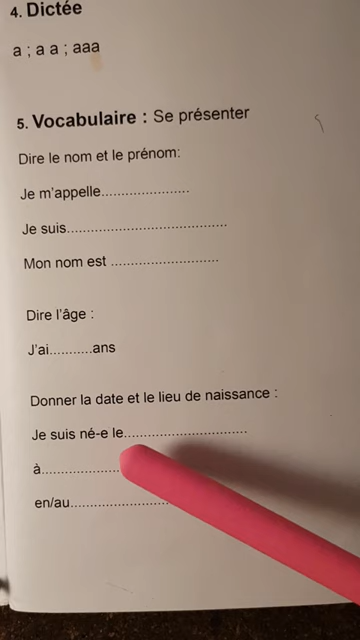 4. Dictée
a ; a a ; aaa
5. Vocabulaire : Se présenter
Dire le nom et le prénom:
Je m'appelle.....................
Je suis.......................................
Mon nom est ..........................
Dire l'âge :
J'ai..........ans
Donner la date et le lieu de naissance :
Je suis né-e le..............................
à...................
en/au........................